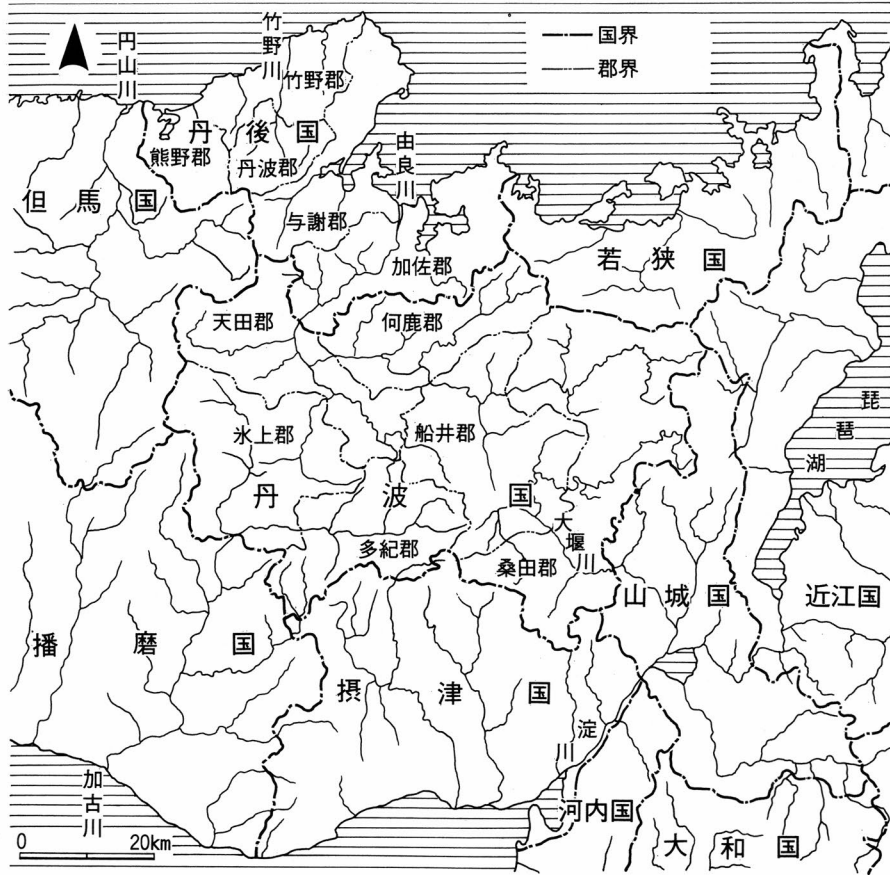 円山川
竹野川
国界
郡界
竹野郡
丹後国
熊野郡
丹波郡
由良川
但馬国
与謝郡
加佐郡
若狭国
天田郡
何鹿郡
琵琶湖
氷上郡
船井郡
丹波国
大堰川
多紀郡
桑田郡
山城国
近江国
播磨国
摂津国
淀川
加古川
河内国
大和国
0 20km